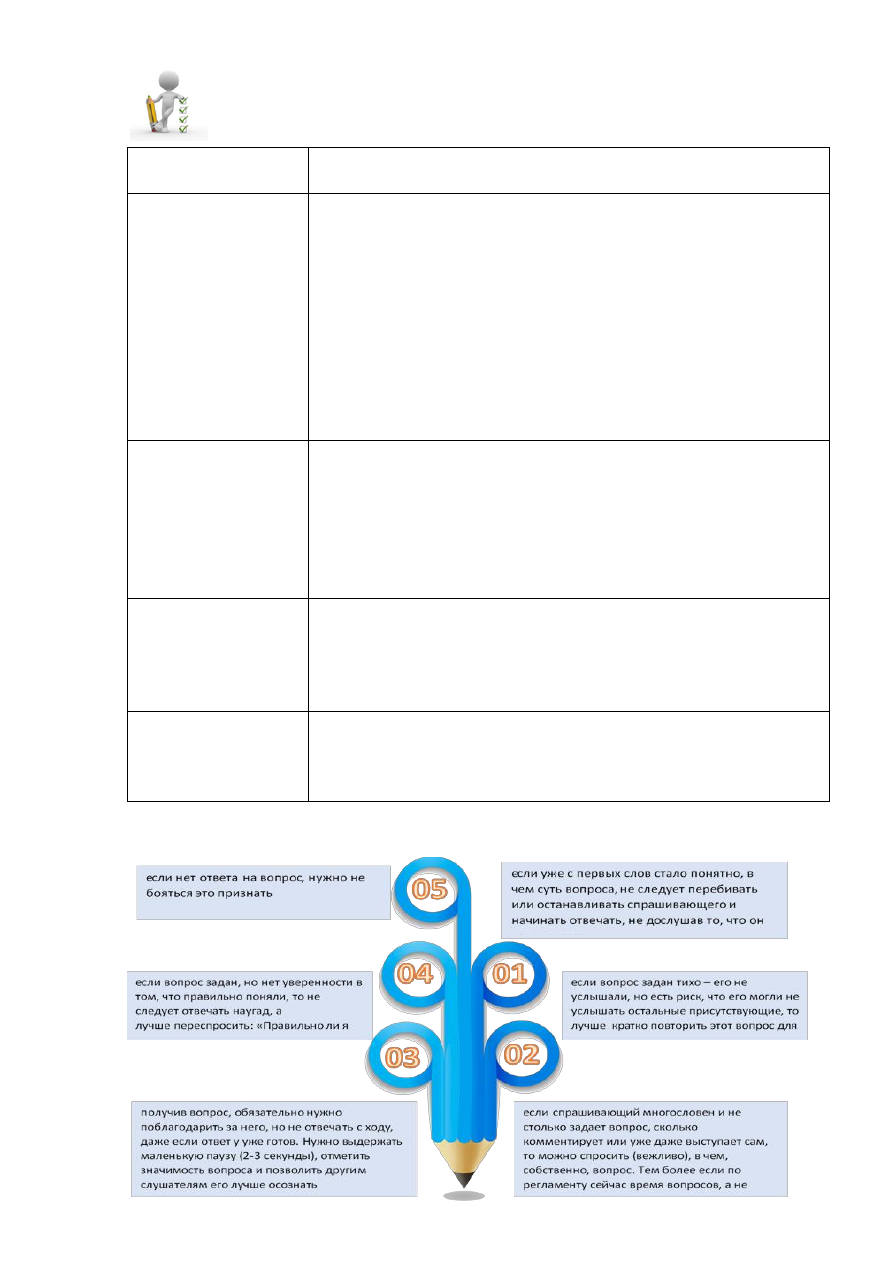 если нет ответа на вопрос, нужно не
бояться это признать
05
если уже с первых слов стало понятно, в
чем суть вопроса, не следует перебивать
или останавливать спрашивающего и
начинать отвечать, не дослушав то, что он
если вопрос задан, но нет уверенности в
том, что правильно поняли, то не
следует отвечать наугад, а
лучше переспросить: «Правильно ли я
04
01
если вопрос задан тихо – его не
услышали, но есть риск, что его могли не
услышать остальные присутствующие, то
лучше кратко повторить этот вопрос для
03
02
получив вопрос, обязательно нужно
поблагодарить за него, но не отвечать с ходу,
даже если ответ у уже готов. Нужно выдержать
маленькую паузу (2-3 секунды), отметить
значимость вопроса и позволить другим
слушателям его лучше осознать
если спрашивающий многословен и не
столько задает вопрос, сколько
комментирует или уже даже выступает сам,
то можно спросить (вежливо), в чем,
собственно, вопрос. Тем более если по
регламенту сейчас время вопросов, а не